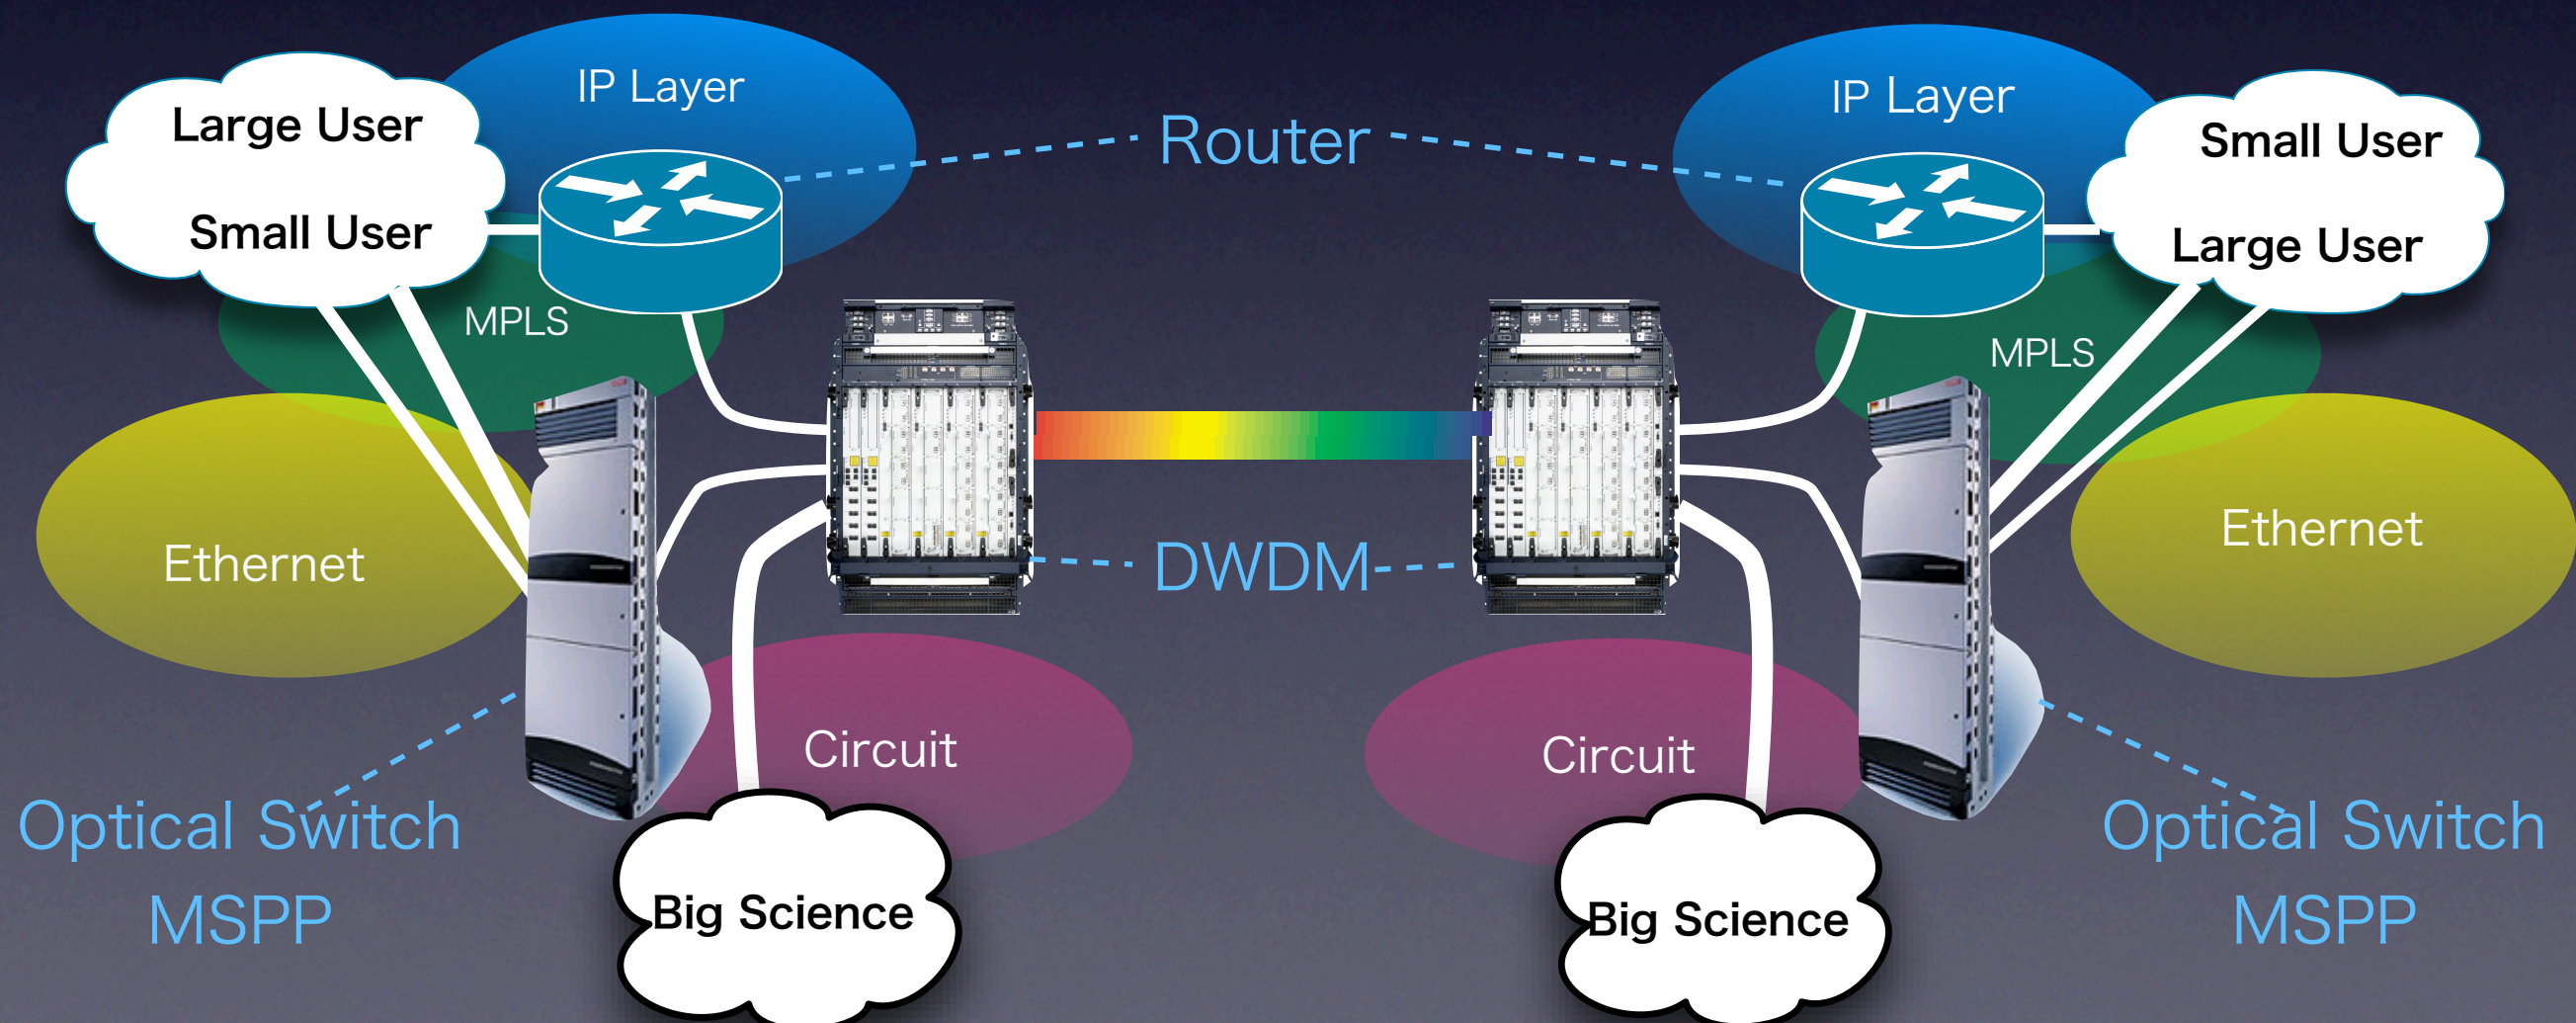 IP Layer
IP Layer
Large User
Small User
Router
Small User
Large User
MPLS
MPLS
Ethernet
Ethernet
DWDM
Circuit
Circuit
Optical Switch
MSPP
Optical Switch
MSPP
Big Science
Big Science